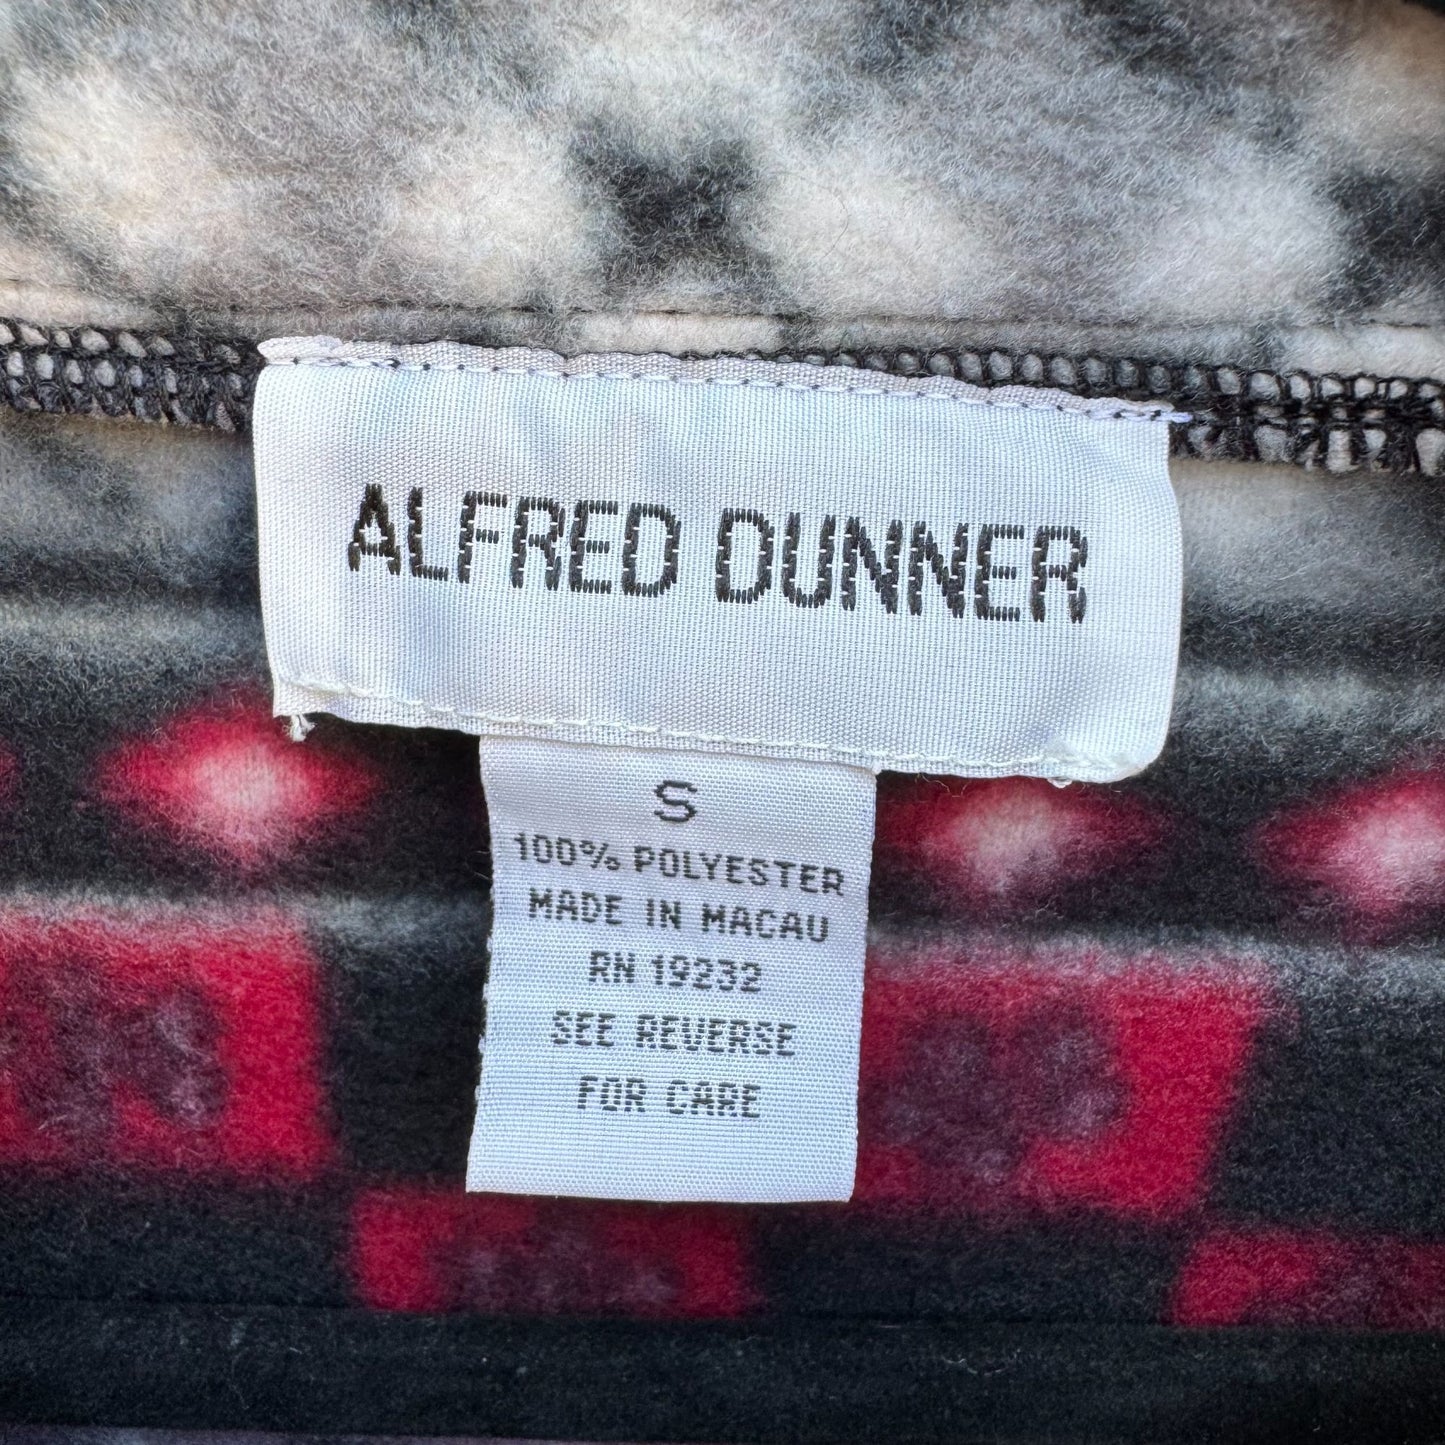 ALFRED DUNNER
S
100% POLYESTER
MADE IN MACAU
RN 19232
SEE REVERSE
FOR CARE